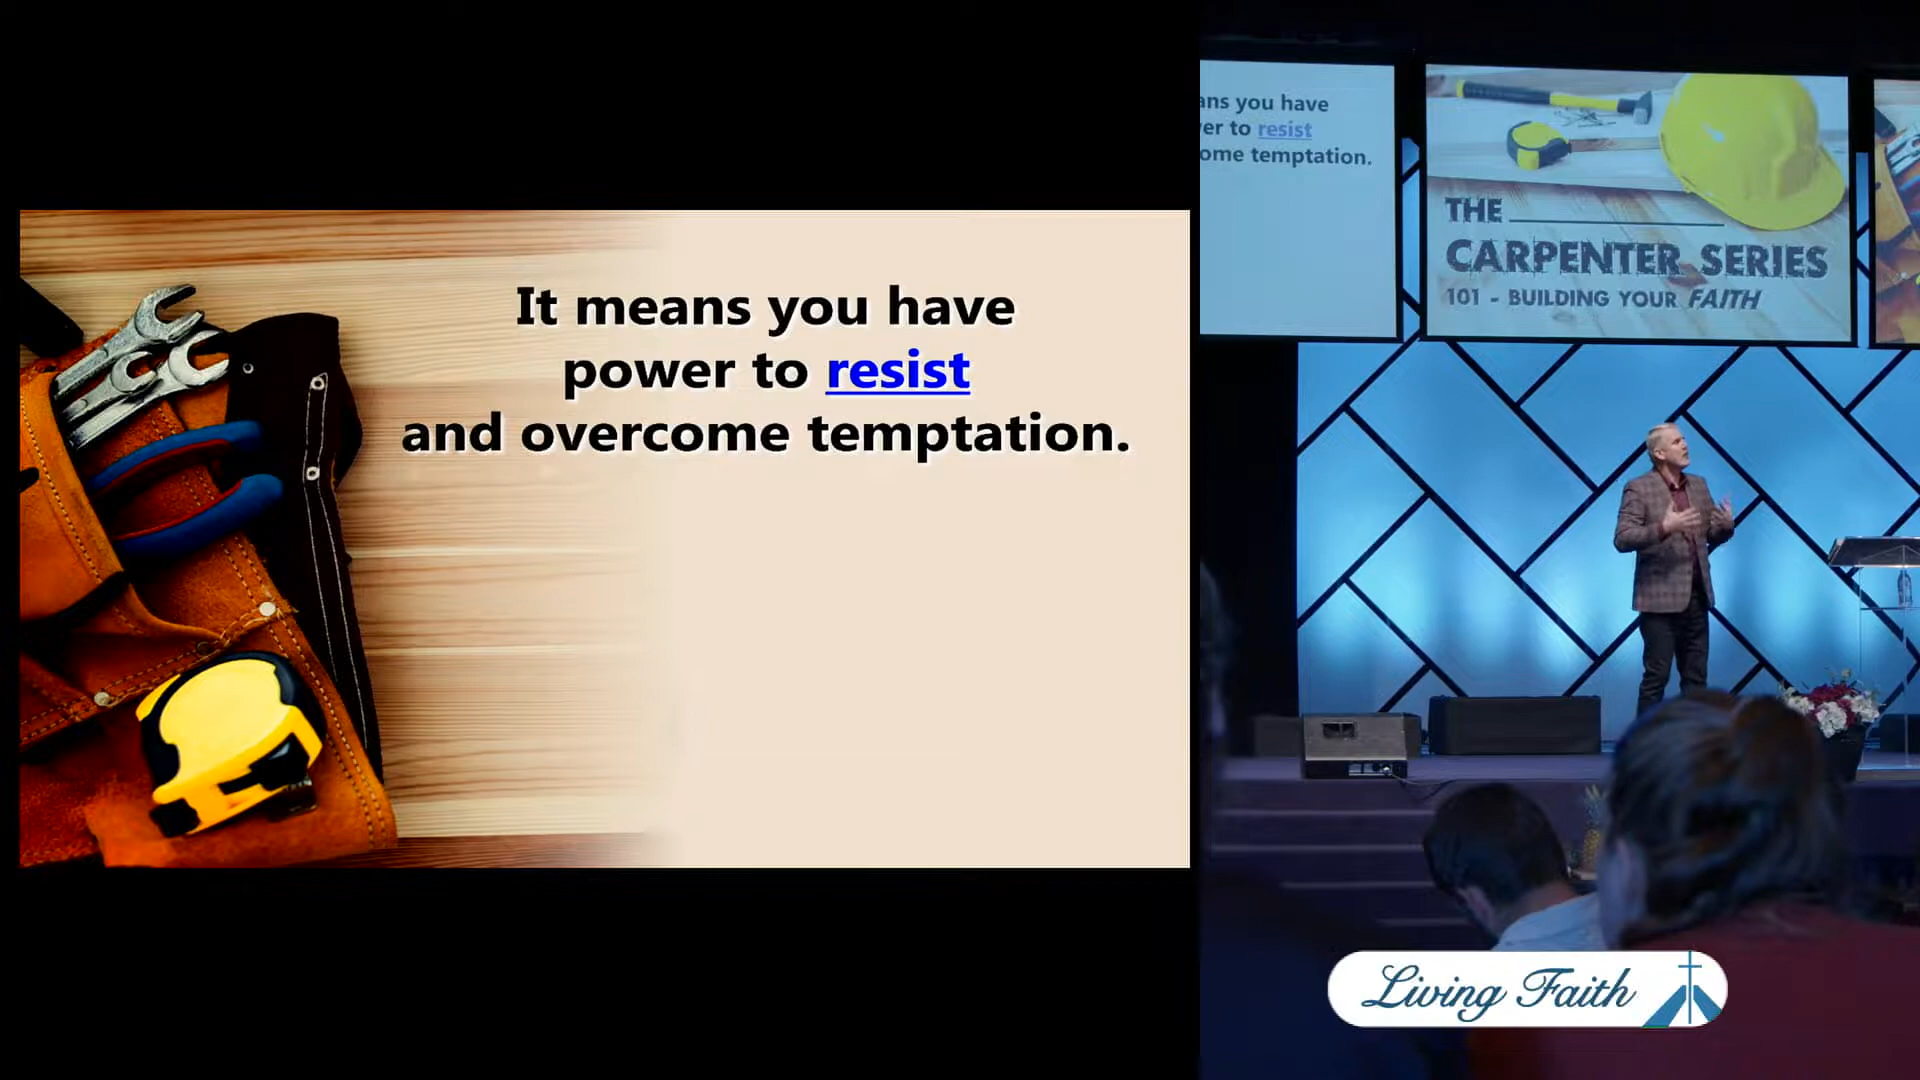 It means you have
power to resist
and overcome temptation.
ans you have
er to resist
ome temptation.
THE
CARPENTER SERIES
101 - BUILDING YOUR FAITH
Living Faith